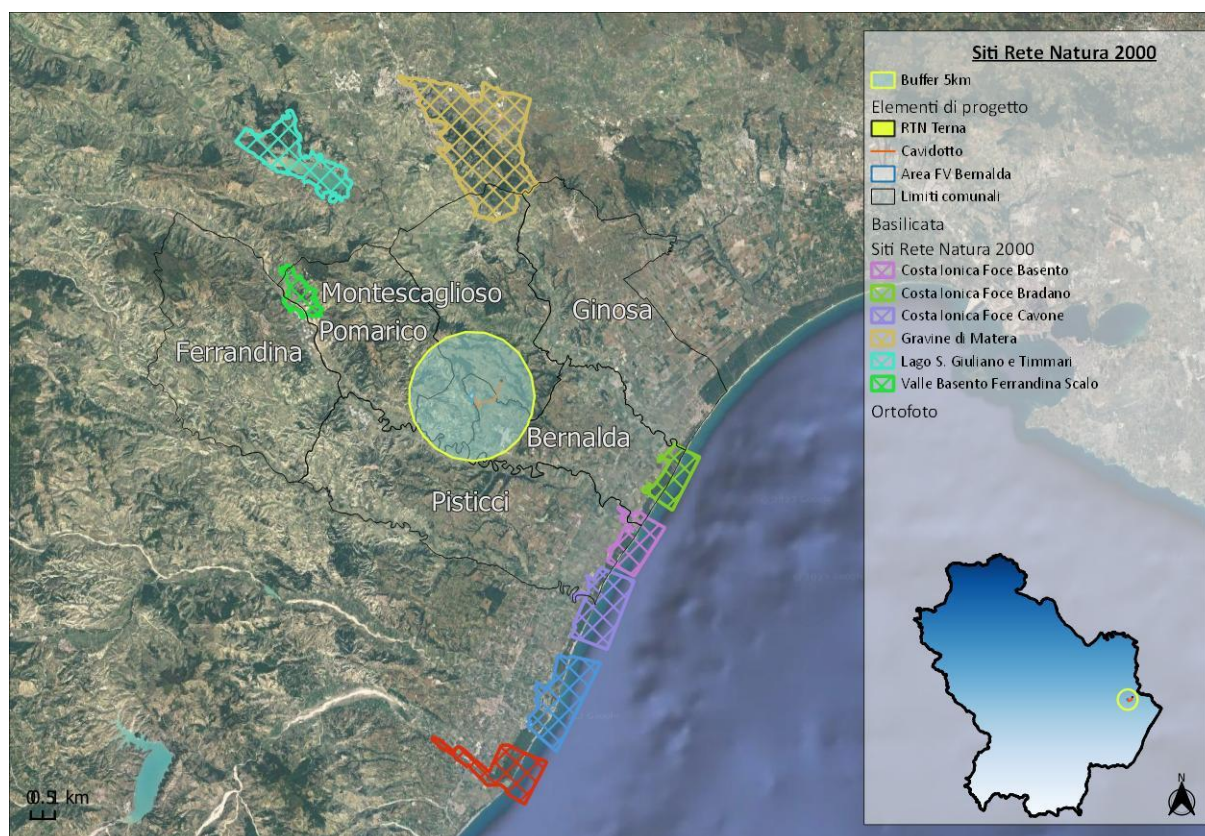 Siti Rete Natura 2000
Buffer 5km
Elementi di progetto
RTN Terna
Cavidotto
Area FV Bernalda
Limiti comunali
Basilicata
Siti Rete Natura 2000
Costa Ionica Foce Basento
Costa Ionica Foce Bradano
Costa Ionica Foce Cavone
Gravine di Matera
Lago S. Giuliano e Timmari
Valle Basento Ferrandina Scalo
Ortofoto
Montescaglioso
Ginosa
Pomarico
Ferrandina
Bernalda
Pisticci
km
N